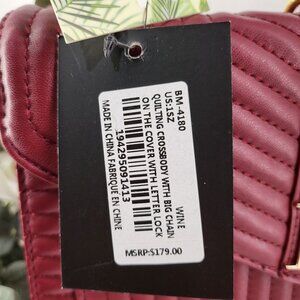 BM-4180 WINE
US:1SZ
QUILTING CROSSBODY WITH BIG CHAIN
ON THE COVER WITH LETTER LOCK
194295091413
MADE IN CHINA FABRIQUE EN CHINE
MSRP:$179.00